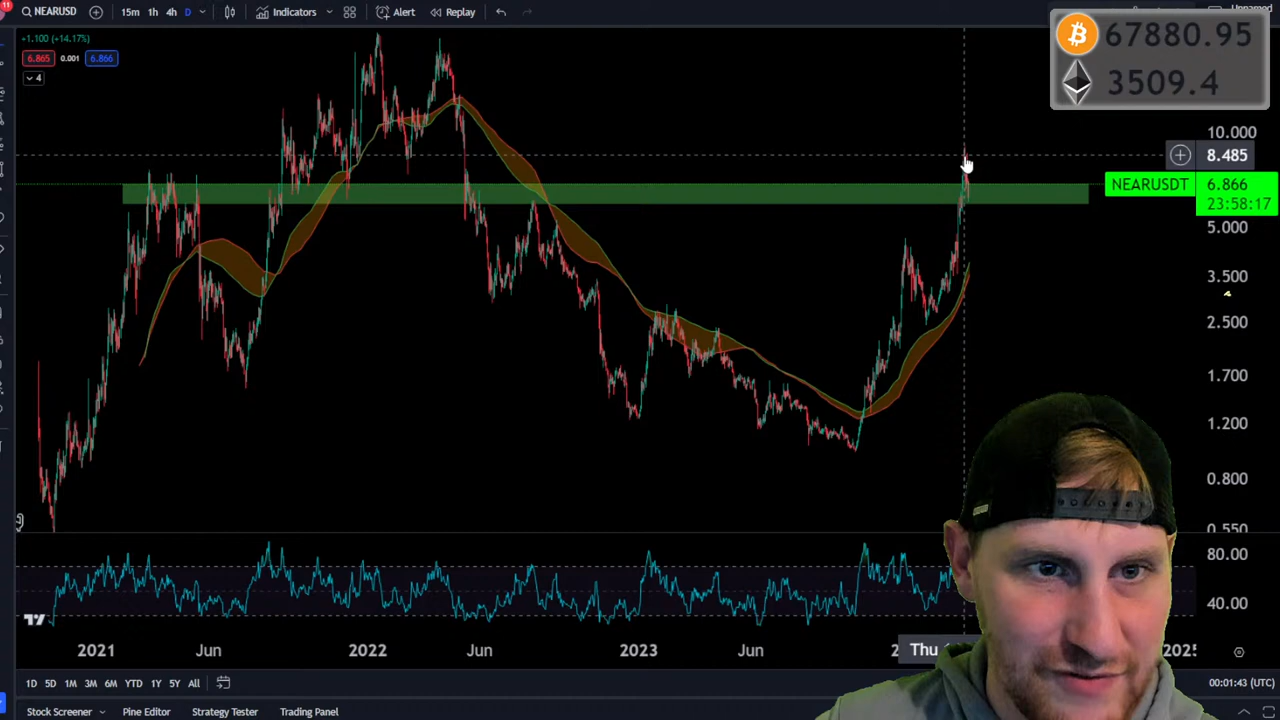 11
NEARUSD
15m 1h 4h D
Indicators
Alert
Replay
Unnamed
+1.100 (+14.17%)
6.865 0.001 6.866
4
67880.95
3509.4
10.000
8.485
NEARUSDT 6.866
23:58:17
5.000
3.500
2.500
1.700
1.200
0.800
0.550
80.00
40.00
2021 Jun 2022 Jun 2023 Jun Thu 2025
1D 5D 1M 3M 6M YTD 1Y 5Y All
00:01:43 (UTC)
Stock Screener Pine Editor Strategy Tester Trading Panel